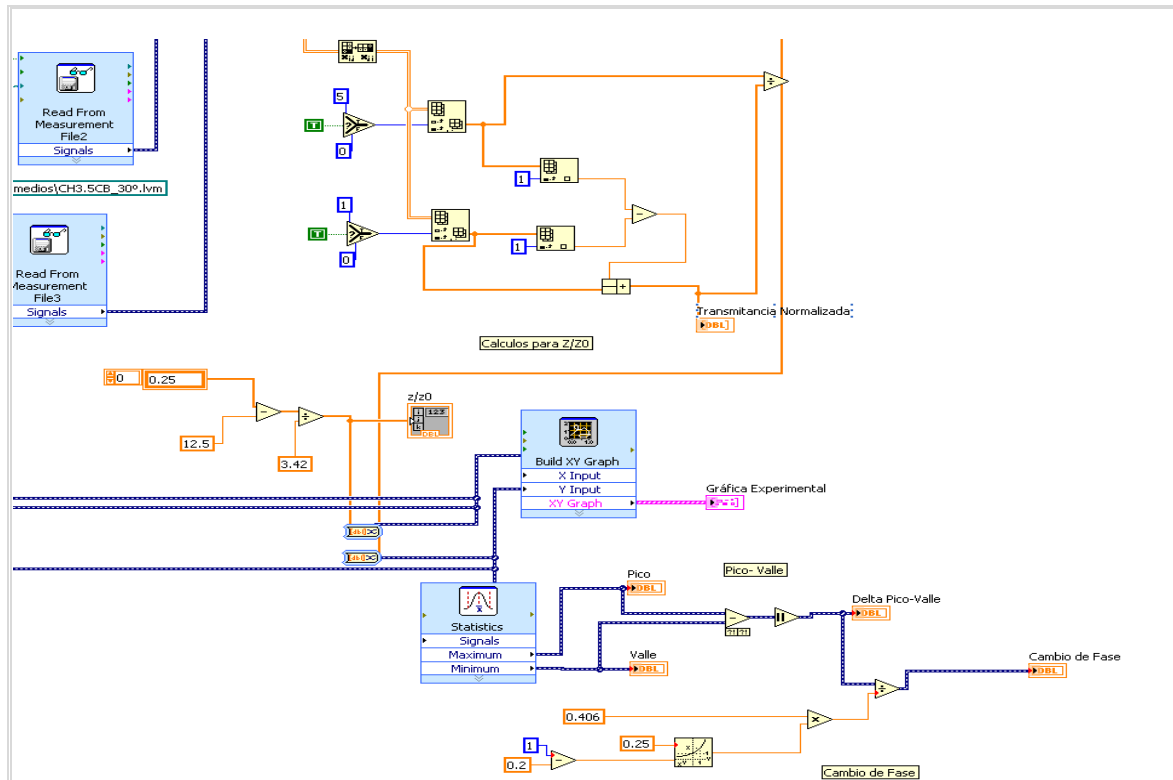 Read From
Measurement
File2
Signals
medios\CH3.5CB_30º.lvm
Read From
Measurement
File3
Signals
5
T
0
1
1
T
0
1
Transmitancia Normalizada
DBL
Calculos para Z/Z0
0
0.25
12.5
3.42
z/z0
123
DBL
Build XY Graph
X Input
Y Input
XY Graph
Gráfica Experimental
Statistics
Signals
Maximum
Minimum
Pico
DBL
Valle
DBL
Pico- Valle
Delta Pico-Valle
DBL
Cambio de Fase
DBL
0.406
1
0.25
0.2
Cambio de Fase